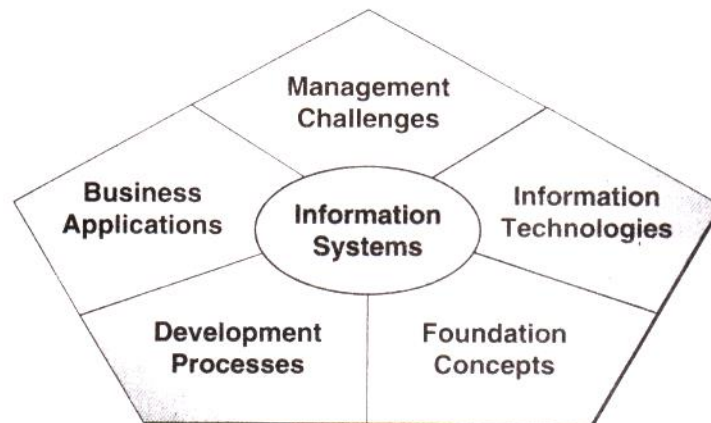 Management
Challenges
Business
Applications
Information
Systems
Information
Technologies
Development
Processes
Foundation
Concepts